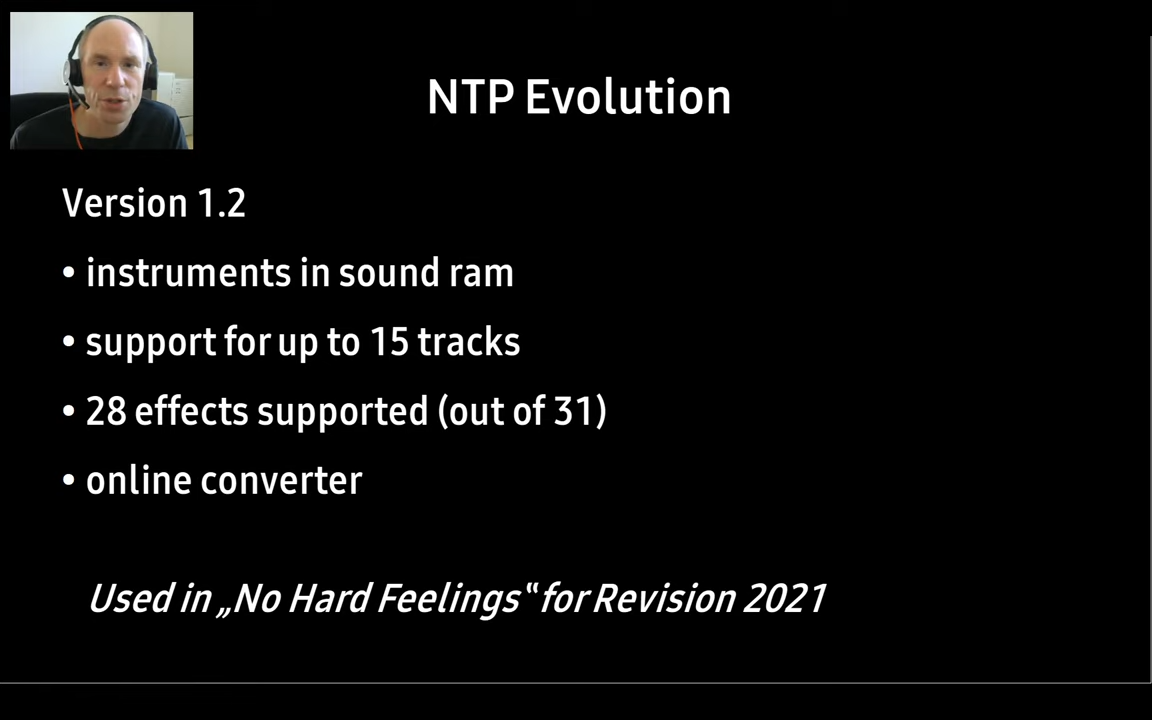 NTP Evolution
Version 1.2
• instruments in sound ram
• support for up to 15 tracks
• 28 effects supported (out of 31)
• online converter
Used in „No Hard Feelings“ for Revision 2021